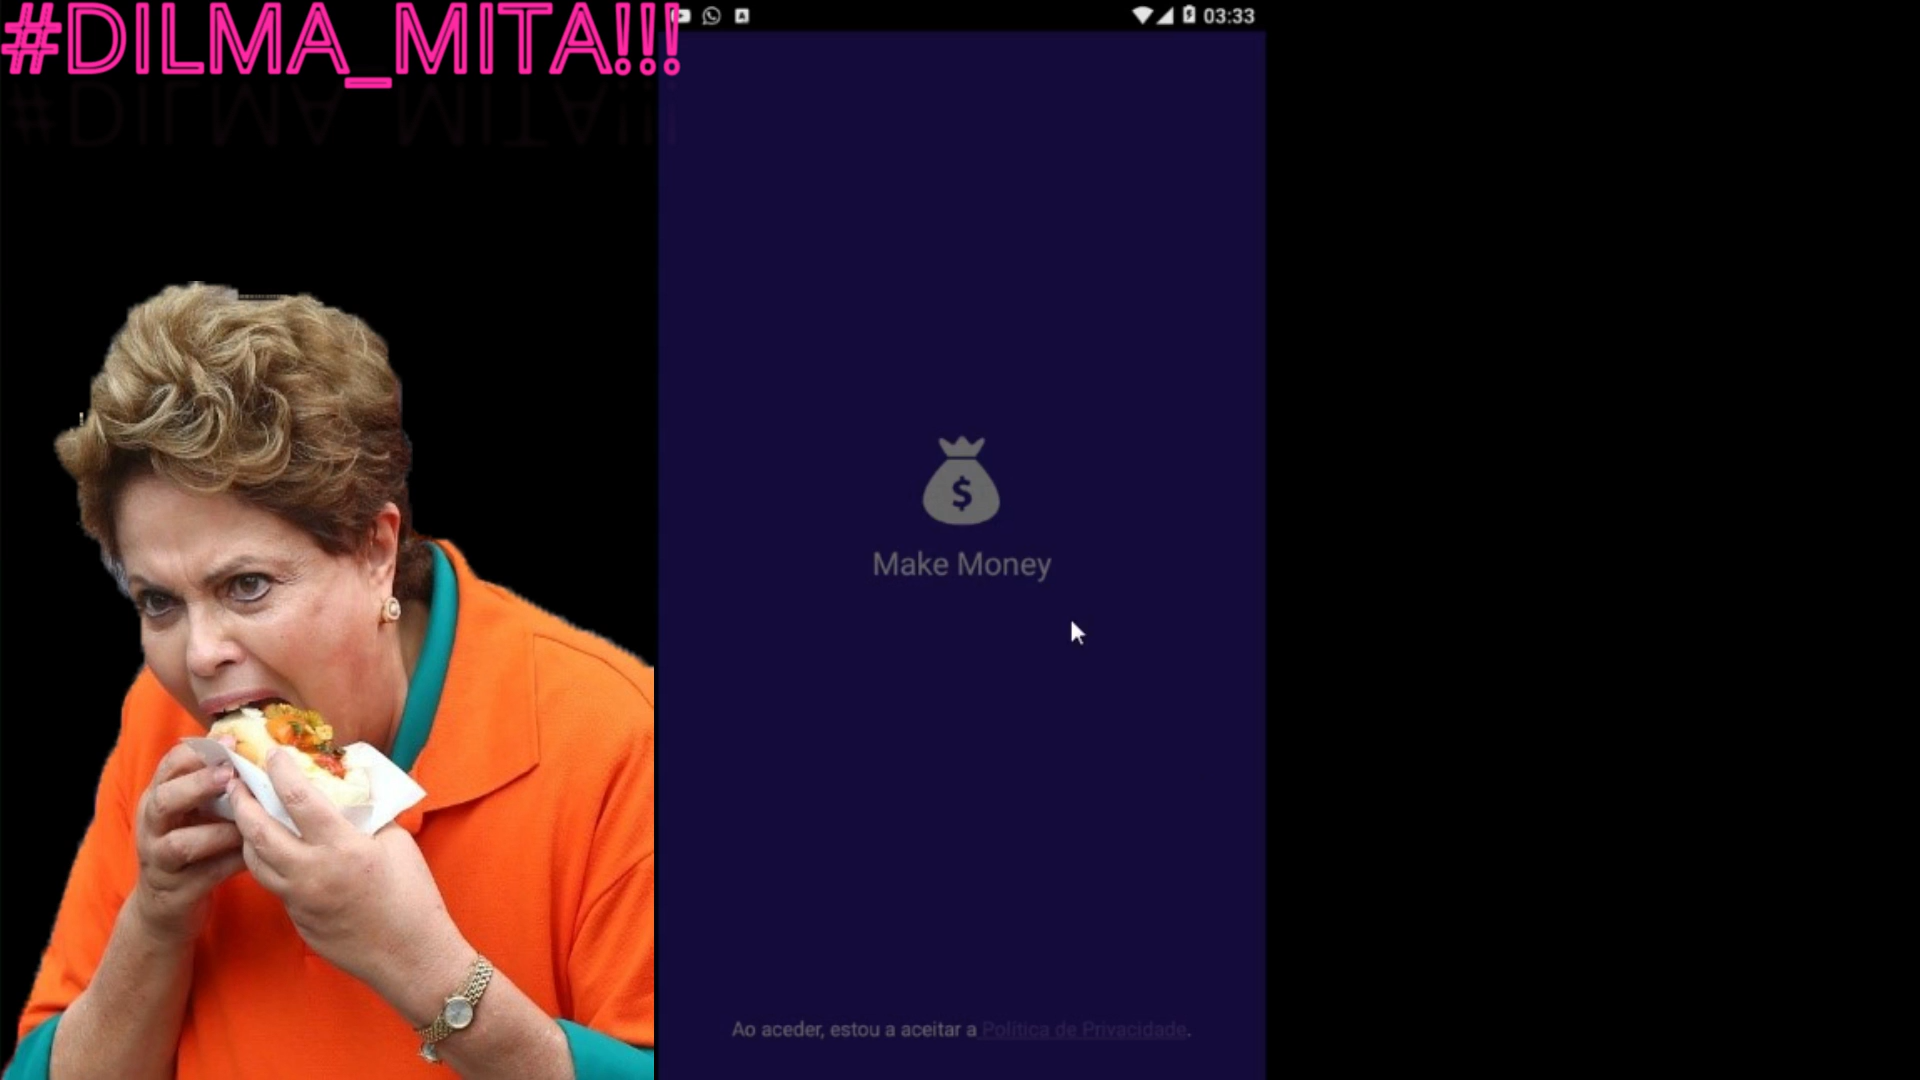 #DILMA_MITA!!!
03:33
$
Make Money
Ao aceder, estou a aceitar a Política de Privacidade.